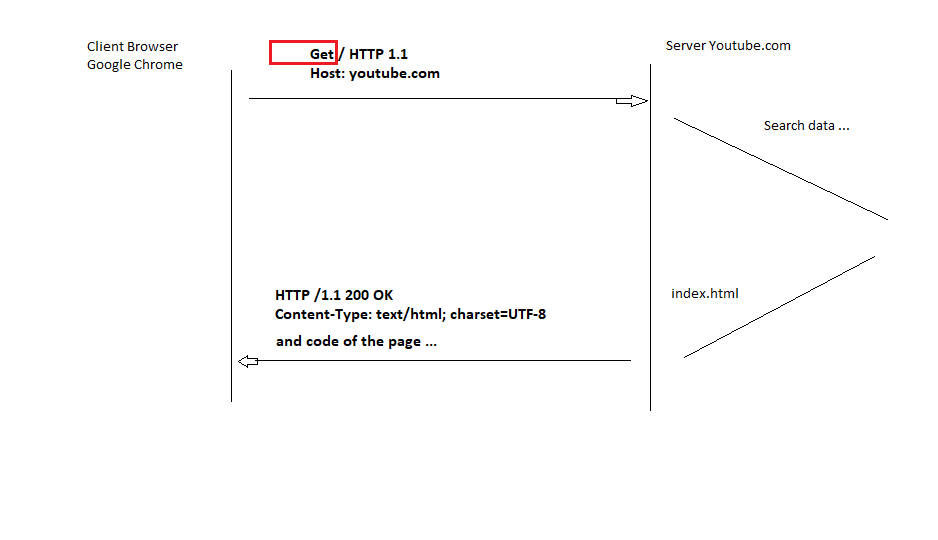 Client Browser
Google Chrome
Get / HTTP 1.1
Host: youtube.com
Server Youtube.com
Search data ...
HTTP /1.1 200 OK
Content-Type: text/html; charset=UTF-8
and code of the page ...
index.html